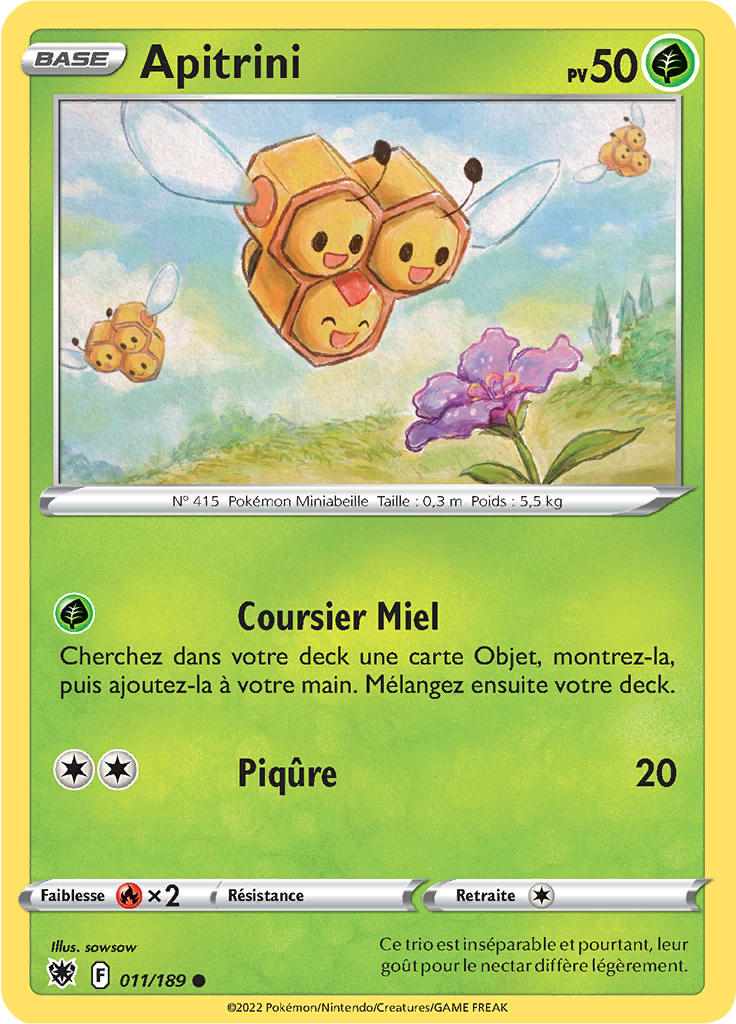 BASE Apitrini PV 50
N° 415 Pokémon Miniabeille Taille : 0,3 m Poids : 5,5 kg
Coursier Miel
Cherchez dans votre deck une carte Objet, montrez-la,
puis ajoutez-la à votre main. Mélangez ensuite votre deck.
Piqûre 20
Faiblesse ×2 Résistance Retraite
Illus. sowsow
Ce trio est inséparable et pourtant, leur
goût pour le nectar diffère légèrement.
F 011/189
©2022 Pokémon/Nintendo/Creatures/GAME FREAK